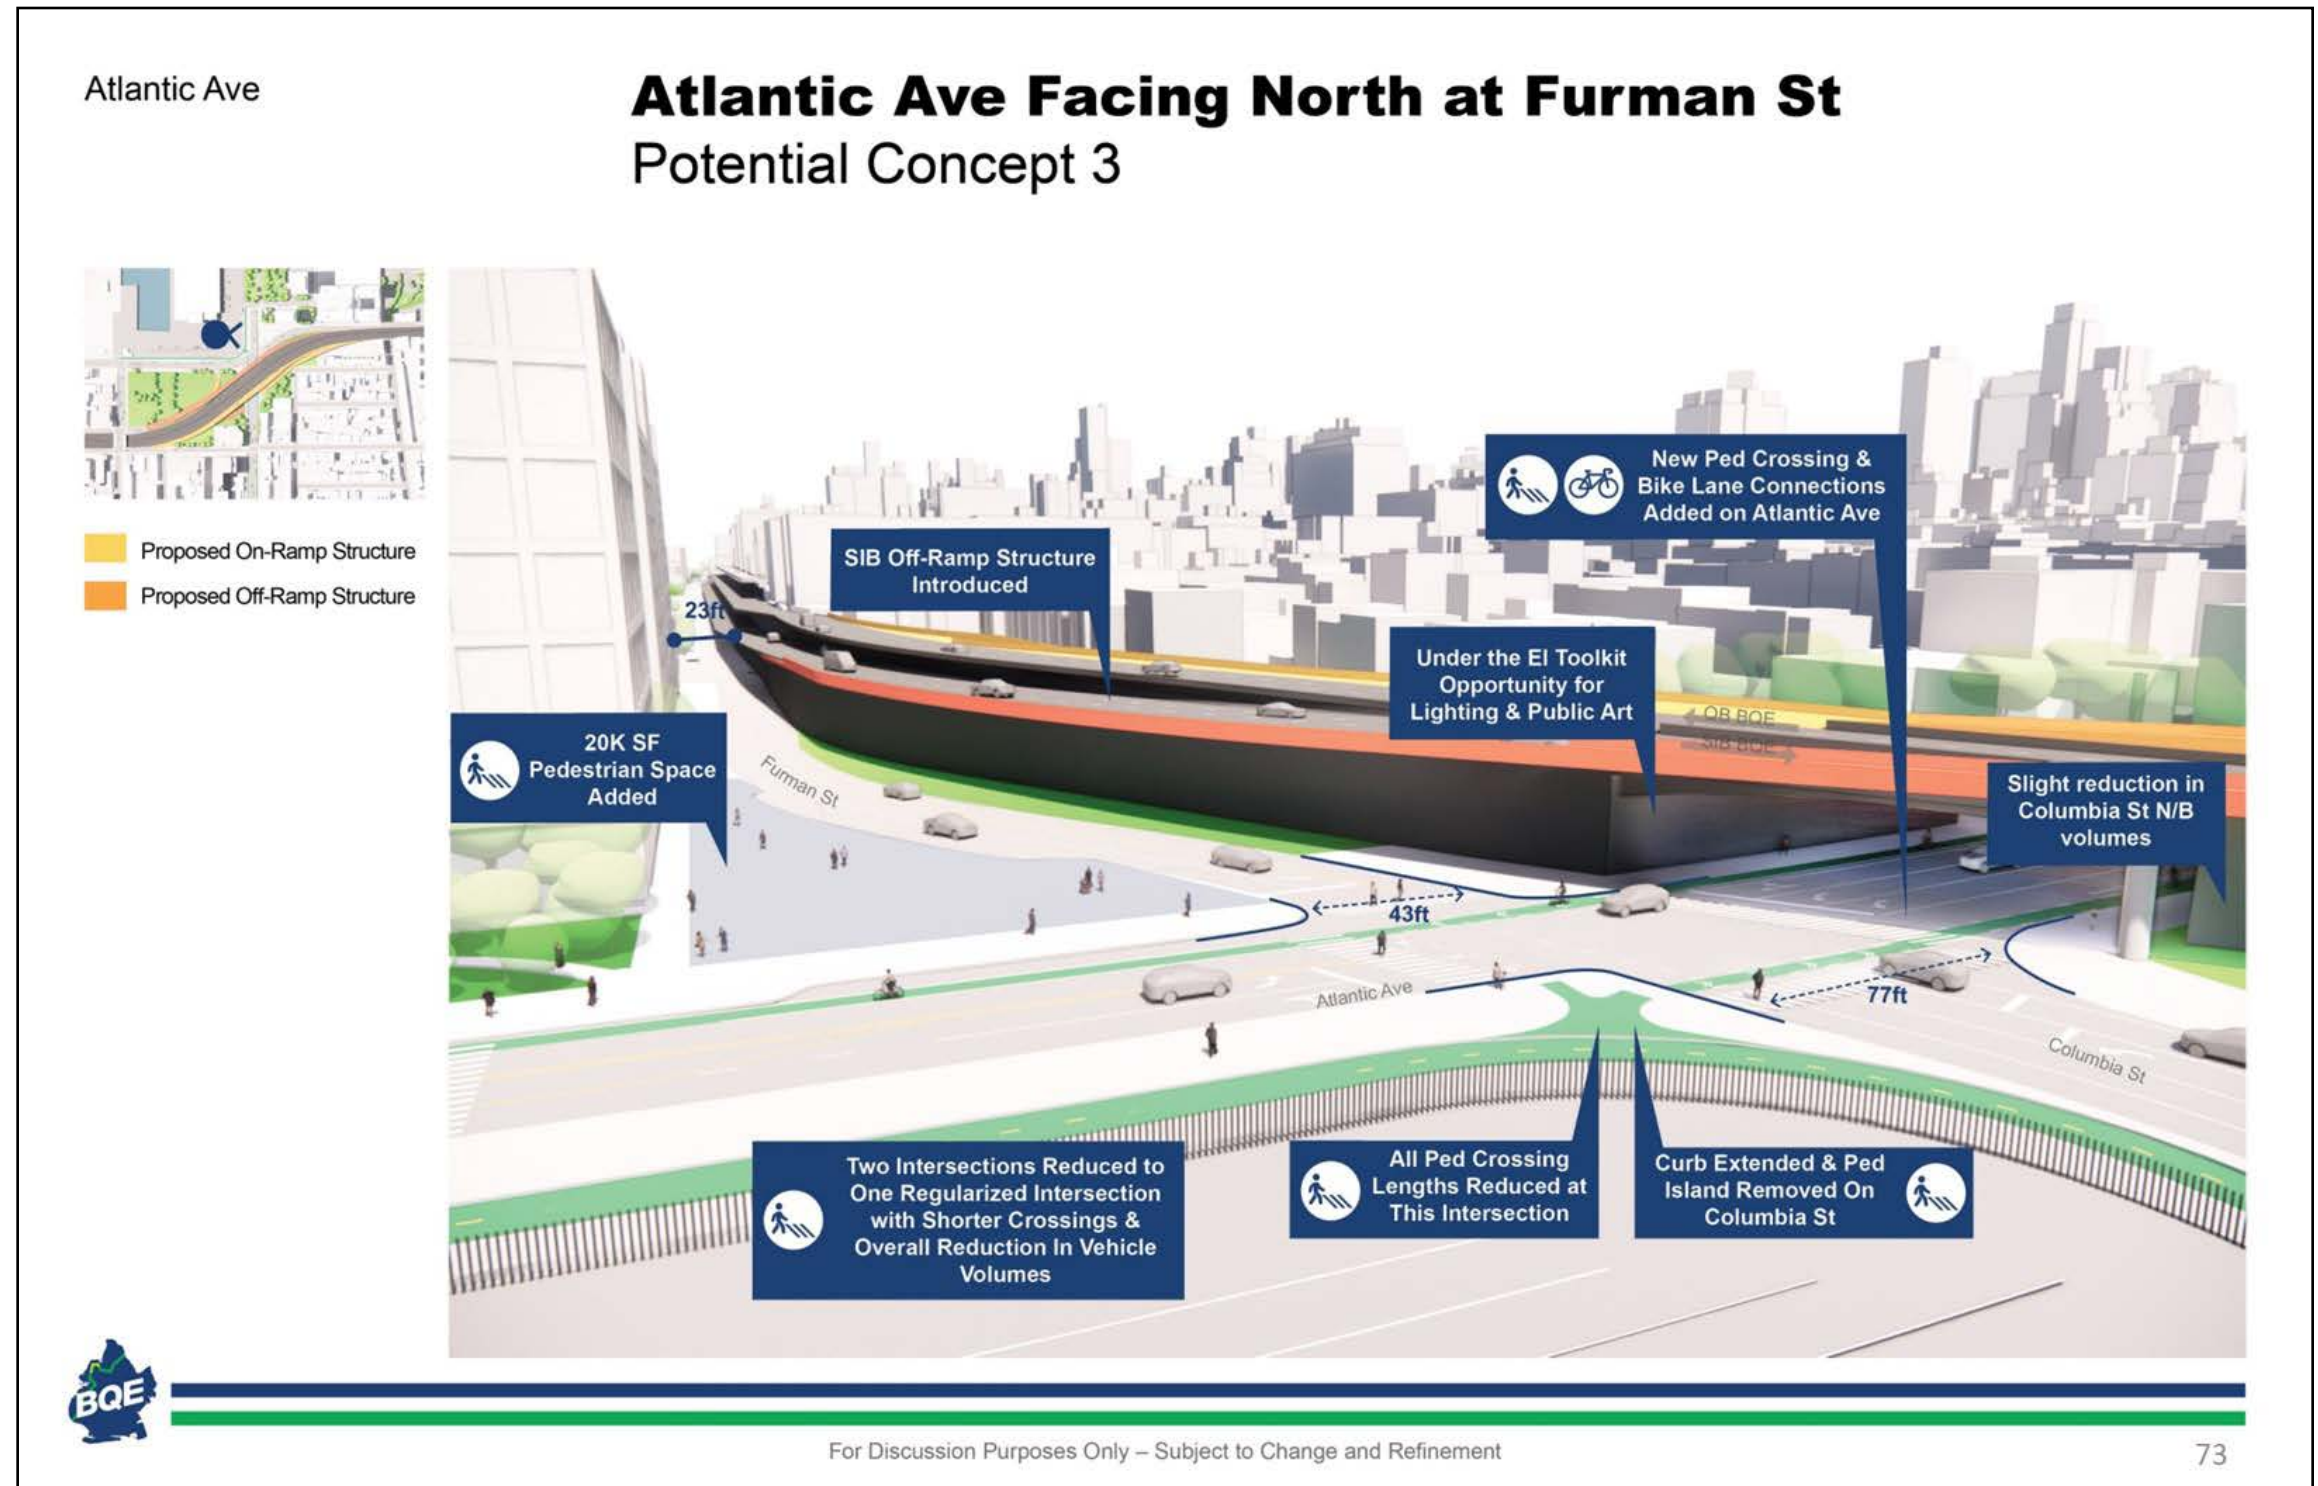 Atlantic Ave
Atlantic Ave Facing North at Furman St
Potential Concept 3
Proposed On-Ramp Structure
Proposed Off-Ramp Structure
New Ped Crossing &
Bike Lane Connections
Added on Atlantic Ave
SIB Off-Ramp Structure
Introduced
23ft
Under the El Toolkit
Opportunity for
Lighting & Public Art
QB BQE
SIB BQE
20K SF
Pedestrian Space
Added
Furman St
Slight reduction in
Columbia St N/B
volumes
43ft
Atlantic Ave
77ft
Columbia St
Two Intersections Reduced to
One Regularized Intersection
with Shorter Crossings &
Overall Reduction In Vehicle
Volumes
All Ped Crossing
Lengths Reduced at
This Intersection
Curb Extended & Ped
Island Removed On
Columbia St
BQE
For Discussion Purposes Only – Subject to Change and Refinement
73